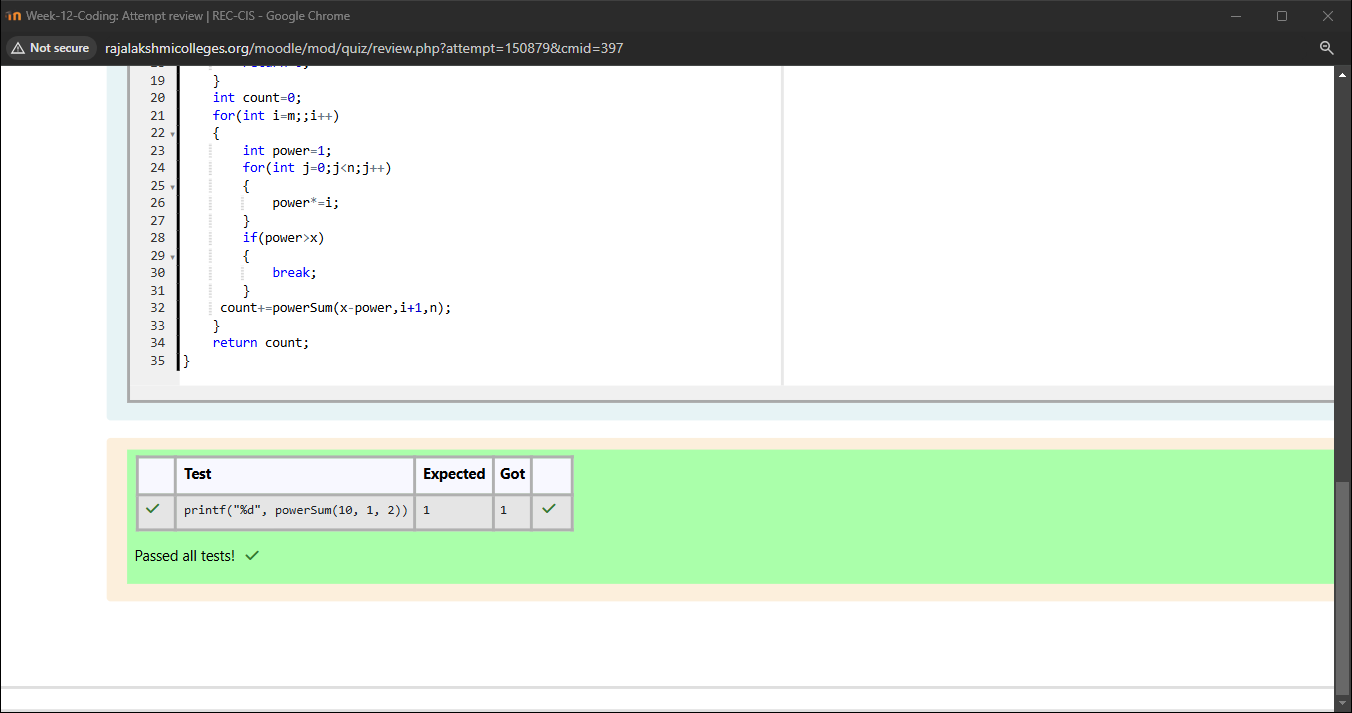 Week-12-Coding: Attempt review | REC-CIS - Google Chrome
Not secure rajalakshmicolleges.org/moodle/mod/quiz/review.php?attempt=150879&cmid=397
19 }
20 int count=0;
21 for(int i=m;;i++)
22 {
23 int power=1;
24 for(int j=0;j<n;j++)
25 {
26 power*=i;
27 }
28 if(power>x)
29 {
30 break;
31 }
32 count+=powerSum(x-power,i+1,n);
33 }
34 return count;
35 }
Test Expected Got
printf("%d", powerSum(10, 1, 2)) 1 1
Passed all tests!